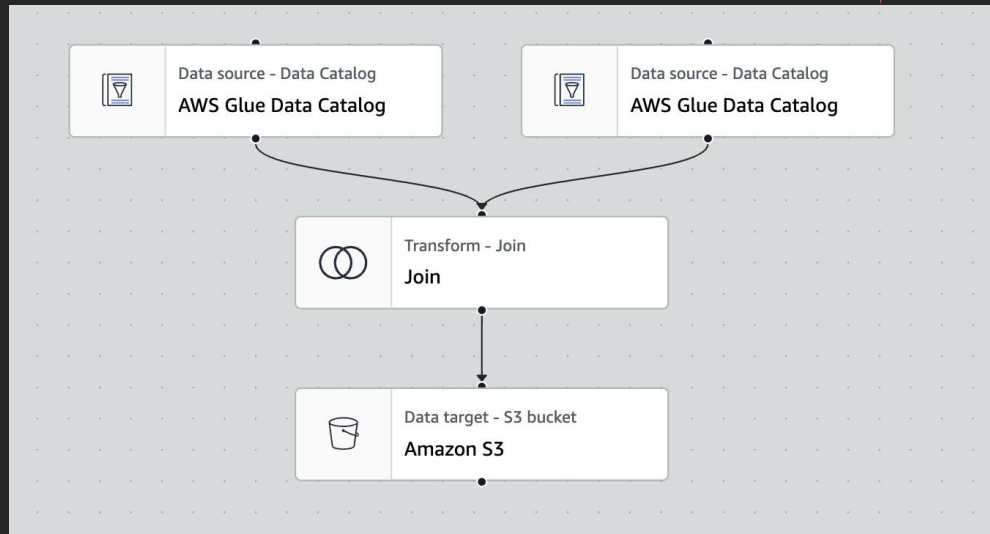 Data source - Data Catalog
AWS Glue Data Catalog
Data source - Data Catalog
AWS Glue Data Catalog
Transform - Join
Join
Data target - S3 bucket
Amazon S3